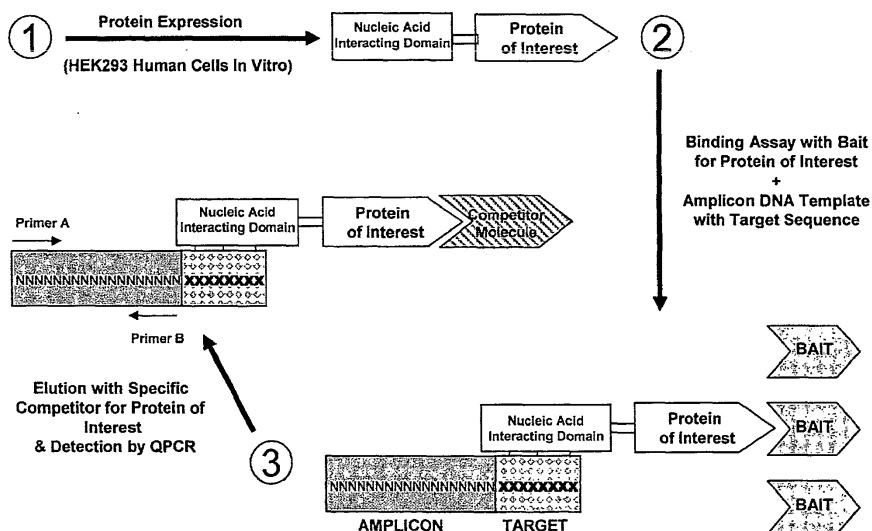 1
Protein Expression
(HEK293 Human Cells In Vitro)
Nucleic Acid
Interacting Domain
Protein
of Interest
2
Binding Assay with Bait
for Protein of Interest
+
Amplicon DNA Template
with Target Sequence
Primer A
Nucleic Acid
Interacting Domain
Protein
of Interest
Competitor
Molecule
NNNNNNNNNNNNNNNNN
XXXXXXXX
Primer B
Elution with Specific
Competitor for Protein of
Interest
& Detection by QPCR
3
BAIT
Nucleic Acid
Interacting Domain
Protein
of Interest
BAIT
NNNNNNNNNNNNNNNNN
XXXXXXXX
BAIT
AMPLICON
TARGET